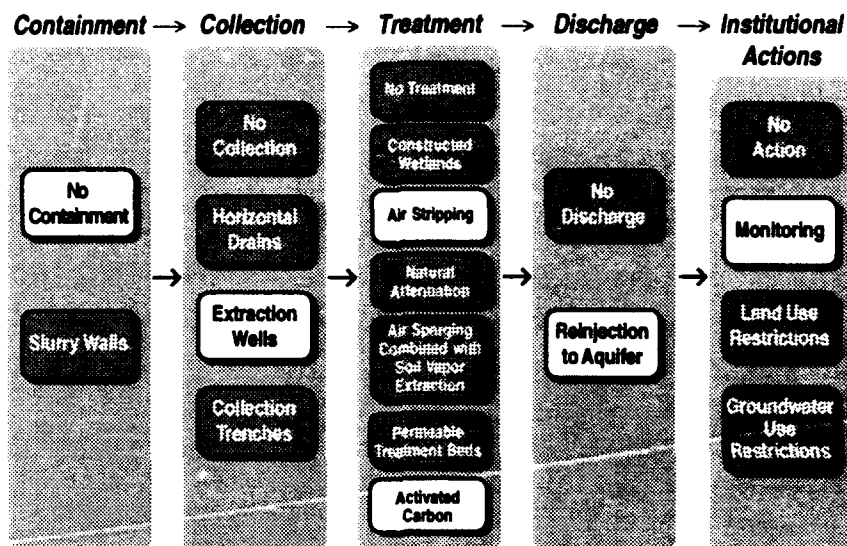 Containment → Collection → Treatment → Discharge → Institutional
Actions
No
Containment
Slurry Walls
No
Collection
Horizontal
Drains
Extraction
Wells
Collection
Trenches
No Treatment
Constructed
Wetlands
Air Stripping
Natural
Attenuation
Air Sparging
Combined with
Soil Vapor
Extraction
Permeable
Treatment Beds
Activated
Carbon
No
Discharge
Reinjection
to Aquifer
No
Action
Monitoring
Land Use
Restrictions
Groundwater
Use
Restrictions